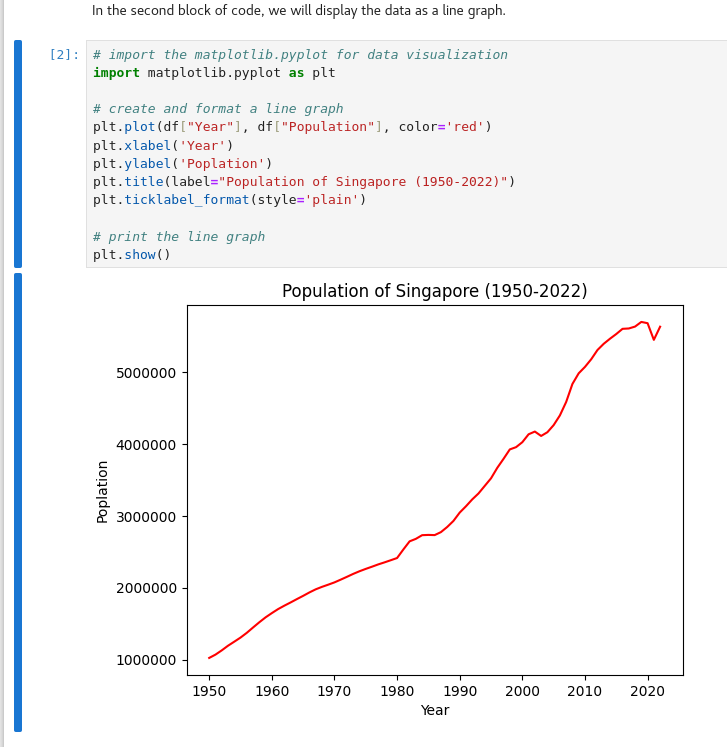 In the second block of code, we will display the data as a line graph.
[2]:
# import the matplotlib.pyplot for data visualization
import matplotlib.pyplot as plt
# create and format a line graph
plt.plot(df["Year"], df["Population"], color='red')
plt.xlabel('Year')
plt.ylabel('Poplation')
plt.title(label="Population of Singapore (1950-2022)")
plt.ticklabel_format(style='plain')
# print the line graph
plt.show()
Population of Singapore (1950-2022)
5000000
4000000
3000000
2000000
1000000
Poplation
1950 1960 1970 1980 1990 2000 2010 2020
Year